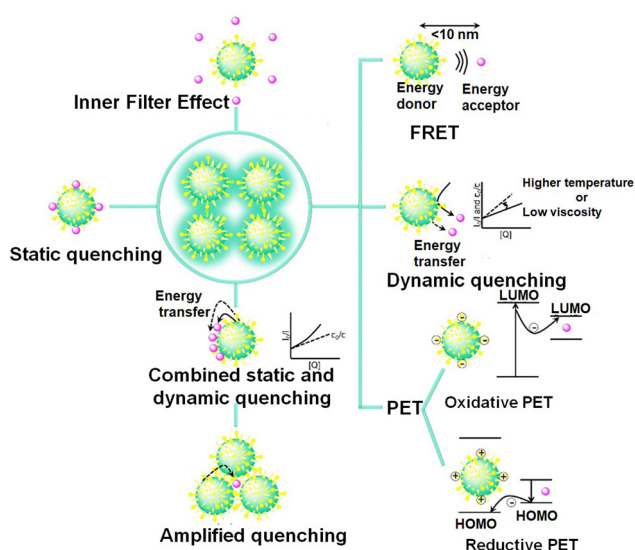 <10 nm
Energy
donor
Energy
acceptor
FRET
Inner Filter Effect
Higher temperature
or
Low viscosity
I₀/I and c₀/c
[Q]
Energy
transfer
Dynamic quenching
Static quenching
Energy
transfer
I₀/I
c₀/c
[Q]
Combined static and
dynamic quenching
LUMO
LUMO
-
-
-
-
-
Oxidative PET
PET
+
+
+
+
-
HOMO
HOMO
Reductive PET
Amplified quenching